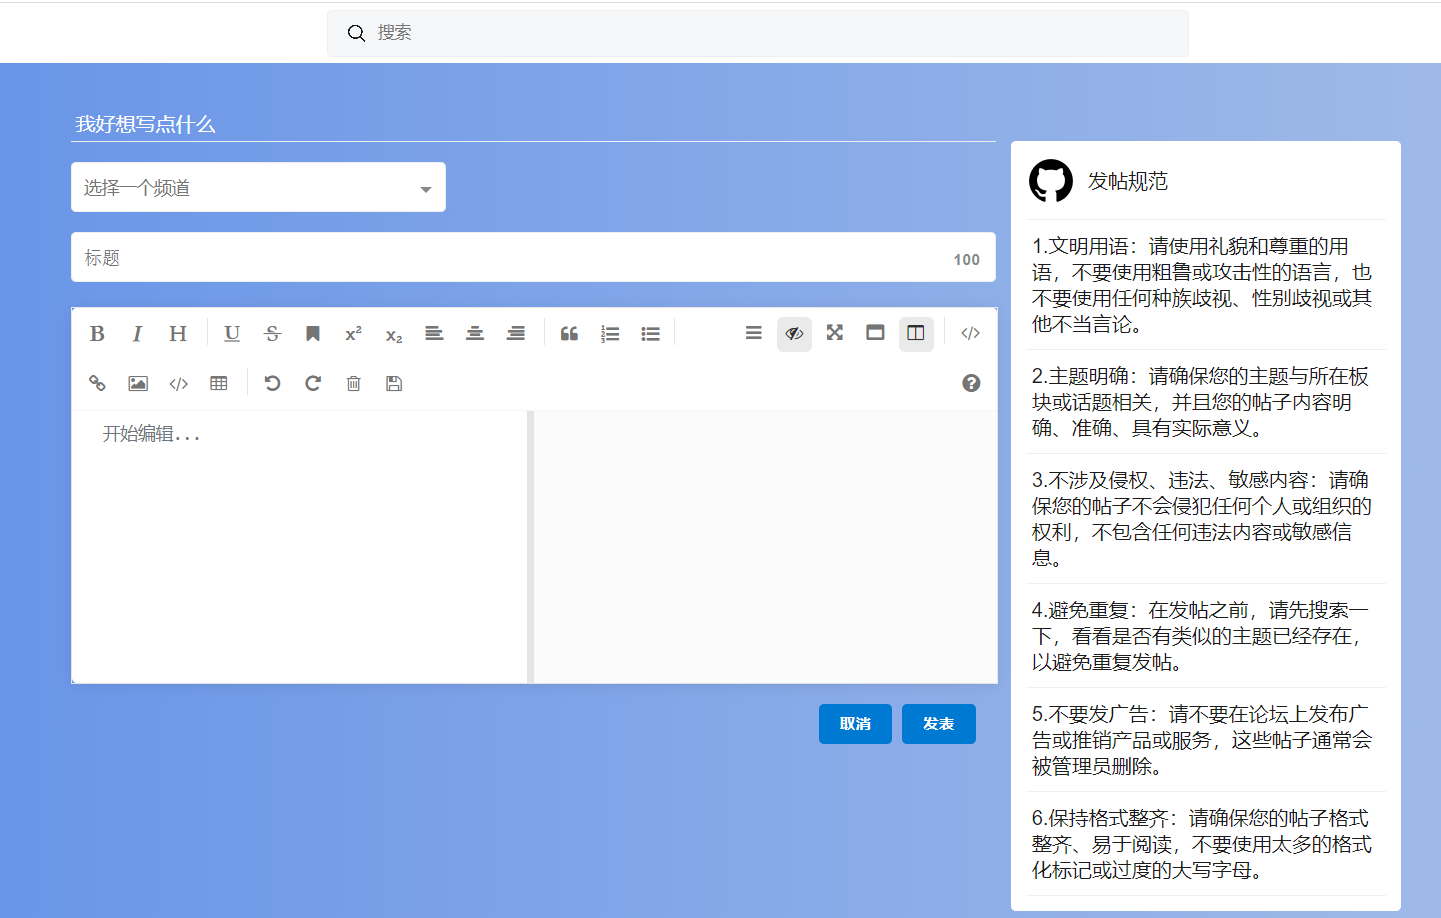 搜索
我好想写点什么
选择一个频道
标题
100
开始编辑...
取消
发表
发帖规范
1.文明用语：请使用礼貌和尊重的用
语，不要使用粗鲁或攻击性的语言，也
不要使用任何种族歧视、性别歧视或其
他不当言论。
2.主题明确：请确保您的主题与所在板
块或话题相关，并且您的帖子内容明
确、准确、具有实际意义。
3.不涉及侵权、违法、敏感内容：请确
保您的帖子不会侵犯任何个人或组织的
权利，不包含任何违法内容或敏感信
息。
4.避免重复：在发帖之前，请先搜索一
下，看看是否有类似的主题已经存在，
以避免重复发帖。
5.不要发广告：请不要在论坛上发布广
告或推销产品或服务，这些帖子通常会
被管理员删除。
6.保持格式整齐：请确保您的帖子格式
整齐、易于阅读，不要使用太多的格式
化标记或过度的大写字母。